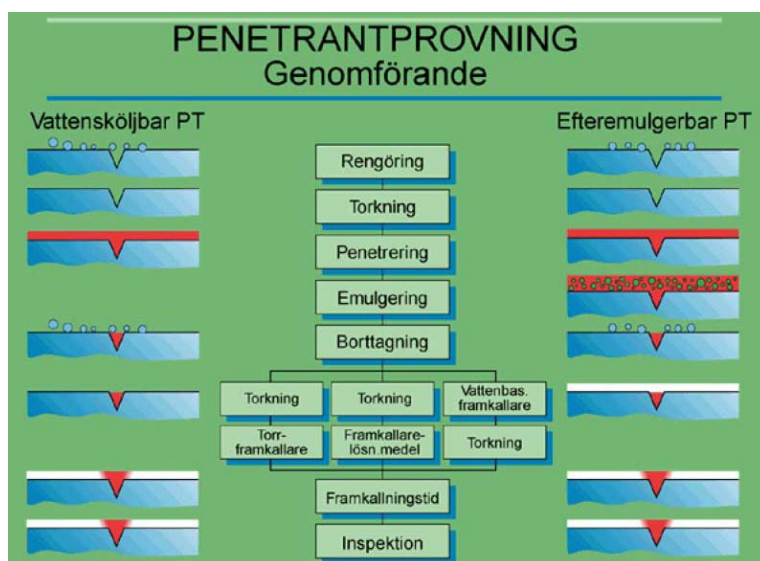 PENETRANTPROVNING
Genomförande
Vattensköljbar PT
Efteremulgerbar PT
Rengöring
Torkning
Penetrering
Emulgering
Borttagning
Torkning
Torkning
Vattenbas.
framkallare
Torr-
framkallare
Framkallare-
lösn.medel
Torkning
Framkallningstid
Inspektion